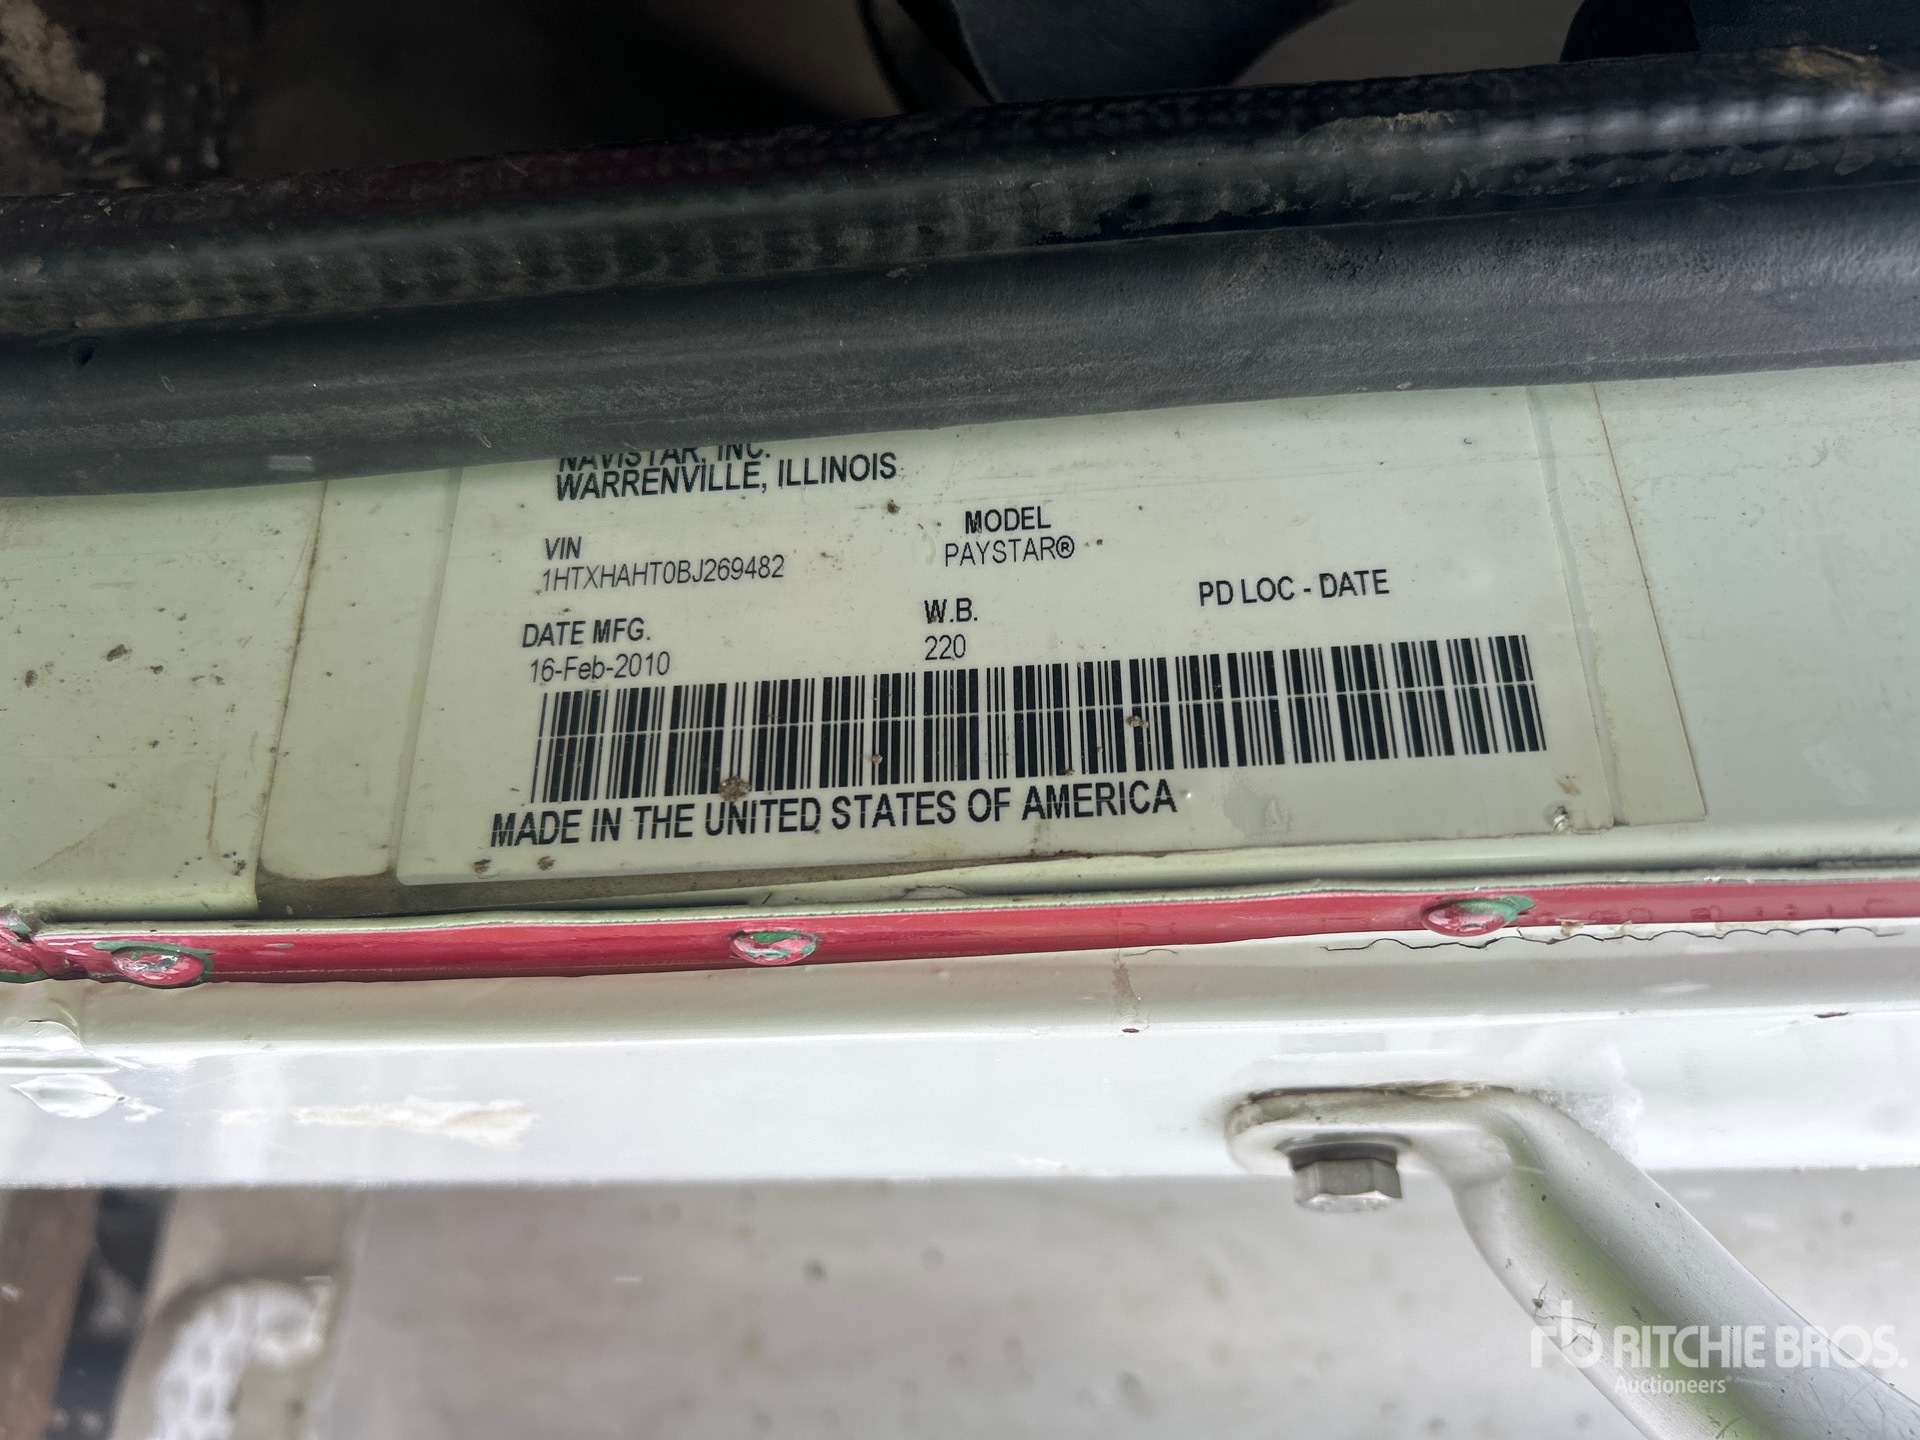 NAVISTAR, INC.
WARRENVILLE, ILLINOIS
VIN
1HTXHAHT0BJ269482
MODEL
PAYSTAR®
DATE MFG.
16-Feb-2010
W.B.
220
PD LOC - DATE
MADE IN THE UNITED STATES OF AMERICA
rb RITCHIE BROS.
Auctioneers